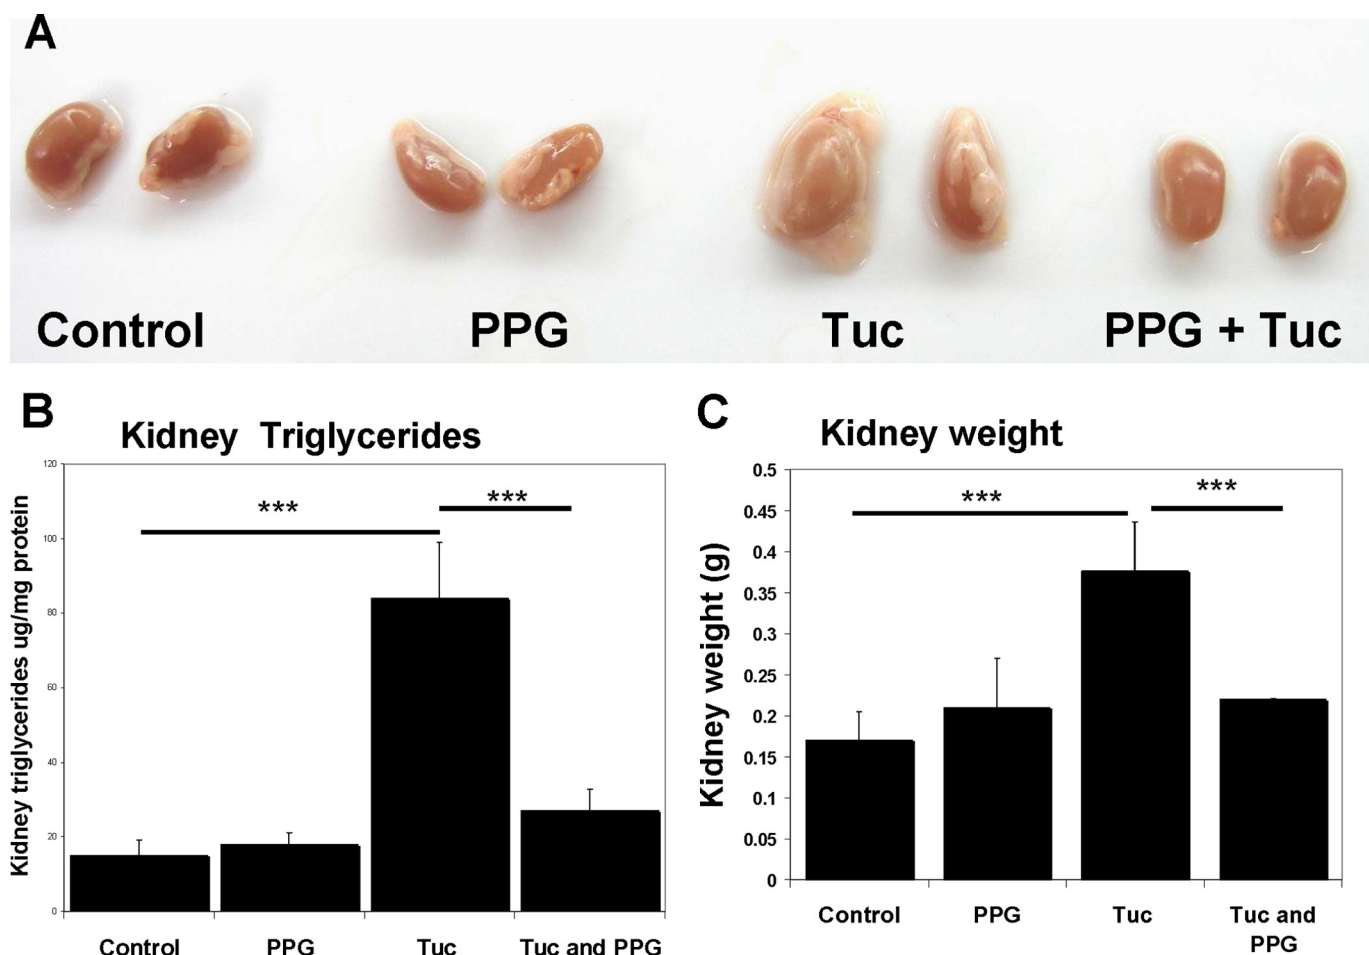 A
Control
PPG
Tuc
PPG + Tuc
B
Kidney Triglycerides
Kidney triglycerides ug/mg protein
120
100
80
60
40
20
0
***
***
Control
PPG
Tuc
Tuc and PPG
C
Kidney weight
Kidney weight (g)
0.5
0.45
0.4
0.35
0.3
0.25
0.2
0.15
0.1
0.05
0
***
***
Control
PPG
Tuc
Tuc and
PPG